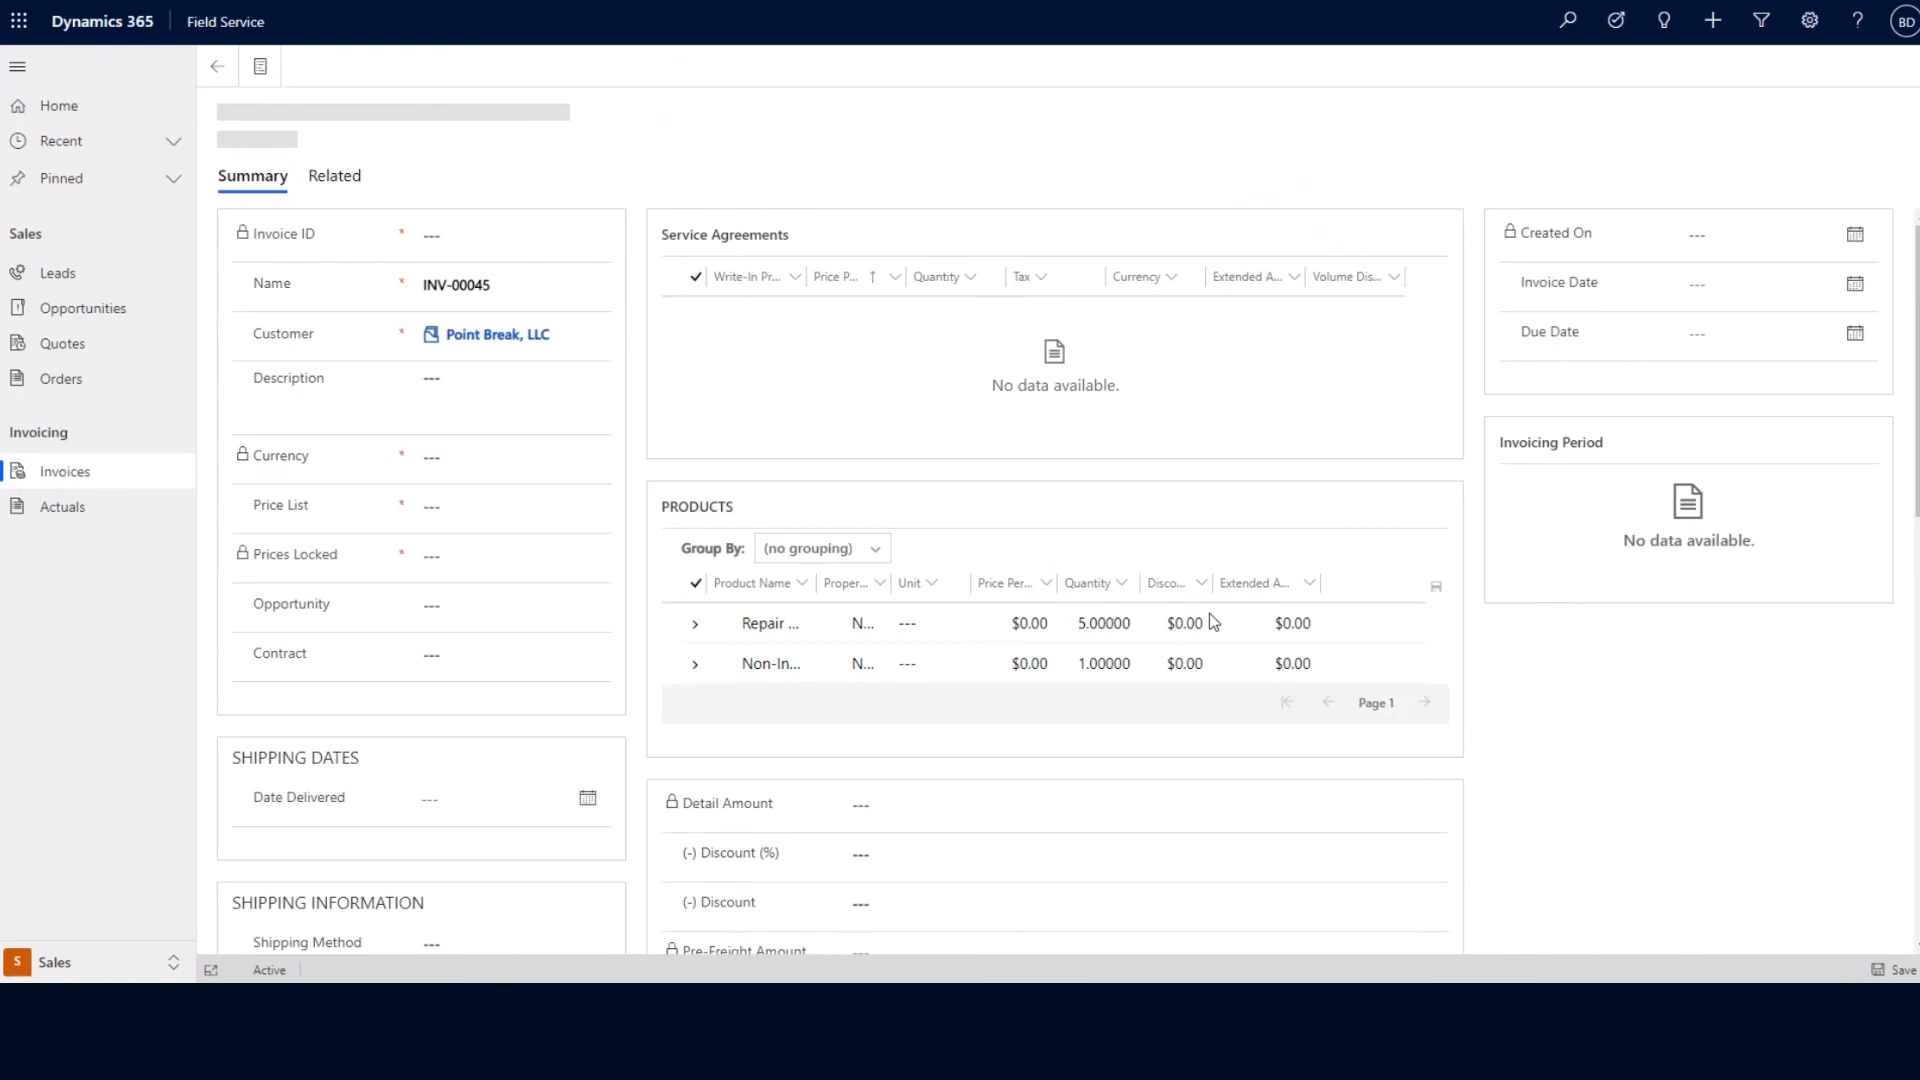 Dynamics 365
Field Service
BD
Home
Recent
Pinned
Sales
Leads
Opportunities
Quotes
Orders
Invoicing
Invoices
Actuals
S Sales
Summary Related
Invoice ID * ---
Name * INV-00045
Customer * Point Break, LLC
Description ---
Currency * ---
Price List * ---
Prices Locked * ---
Opportunity ---
Contract ---
SHIPPING DATES
Date Delivered ---
SHIPPING INFORMATION
Shipping Method ---
Service Agreements
Write-In Pr... Price P... ↑ Quantity Tax Currency Extended A... Volume Dis...
No data available.
PRODUCTS
Group By: (no grouping)
Product Name Proper... Unit Price Per... Quantity Disco... Extended A...
Repair ... N... --- $0.00 5.00000 $0.00 $0.00
Non-In... N... --- $0.00 1.00000 $0.00 $0.00
Page 1
Detail Amount ---
(-) Discount (%) ---
(-) Discount ---
Pre-Freight Amount ---
Created On ---
Invoice Date ---
Due Date ---
Invoicing Period
No data available.
Active
Save